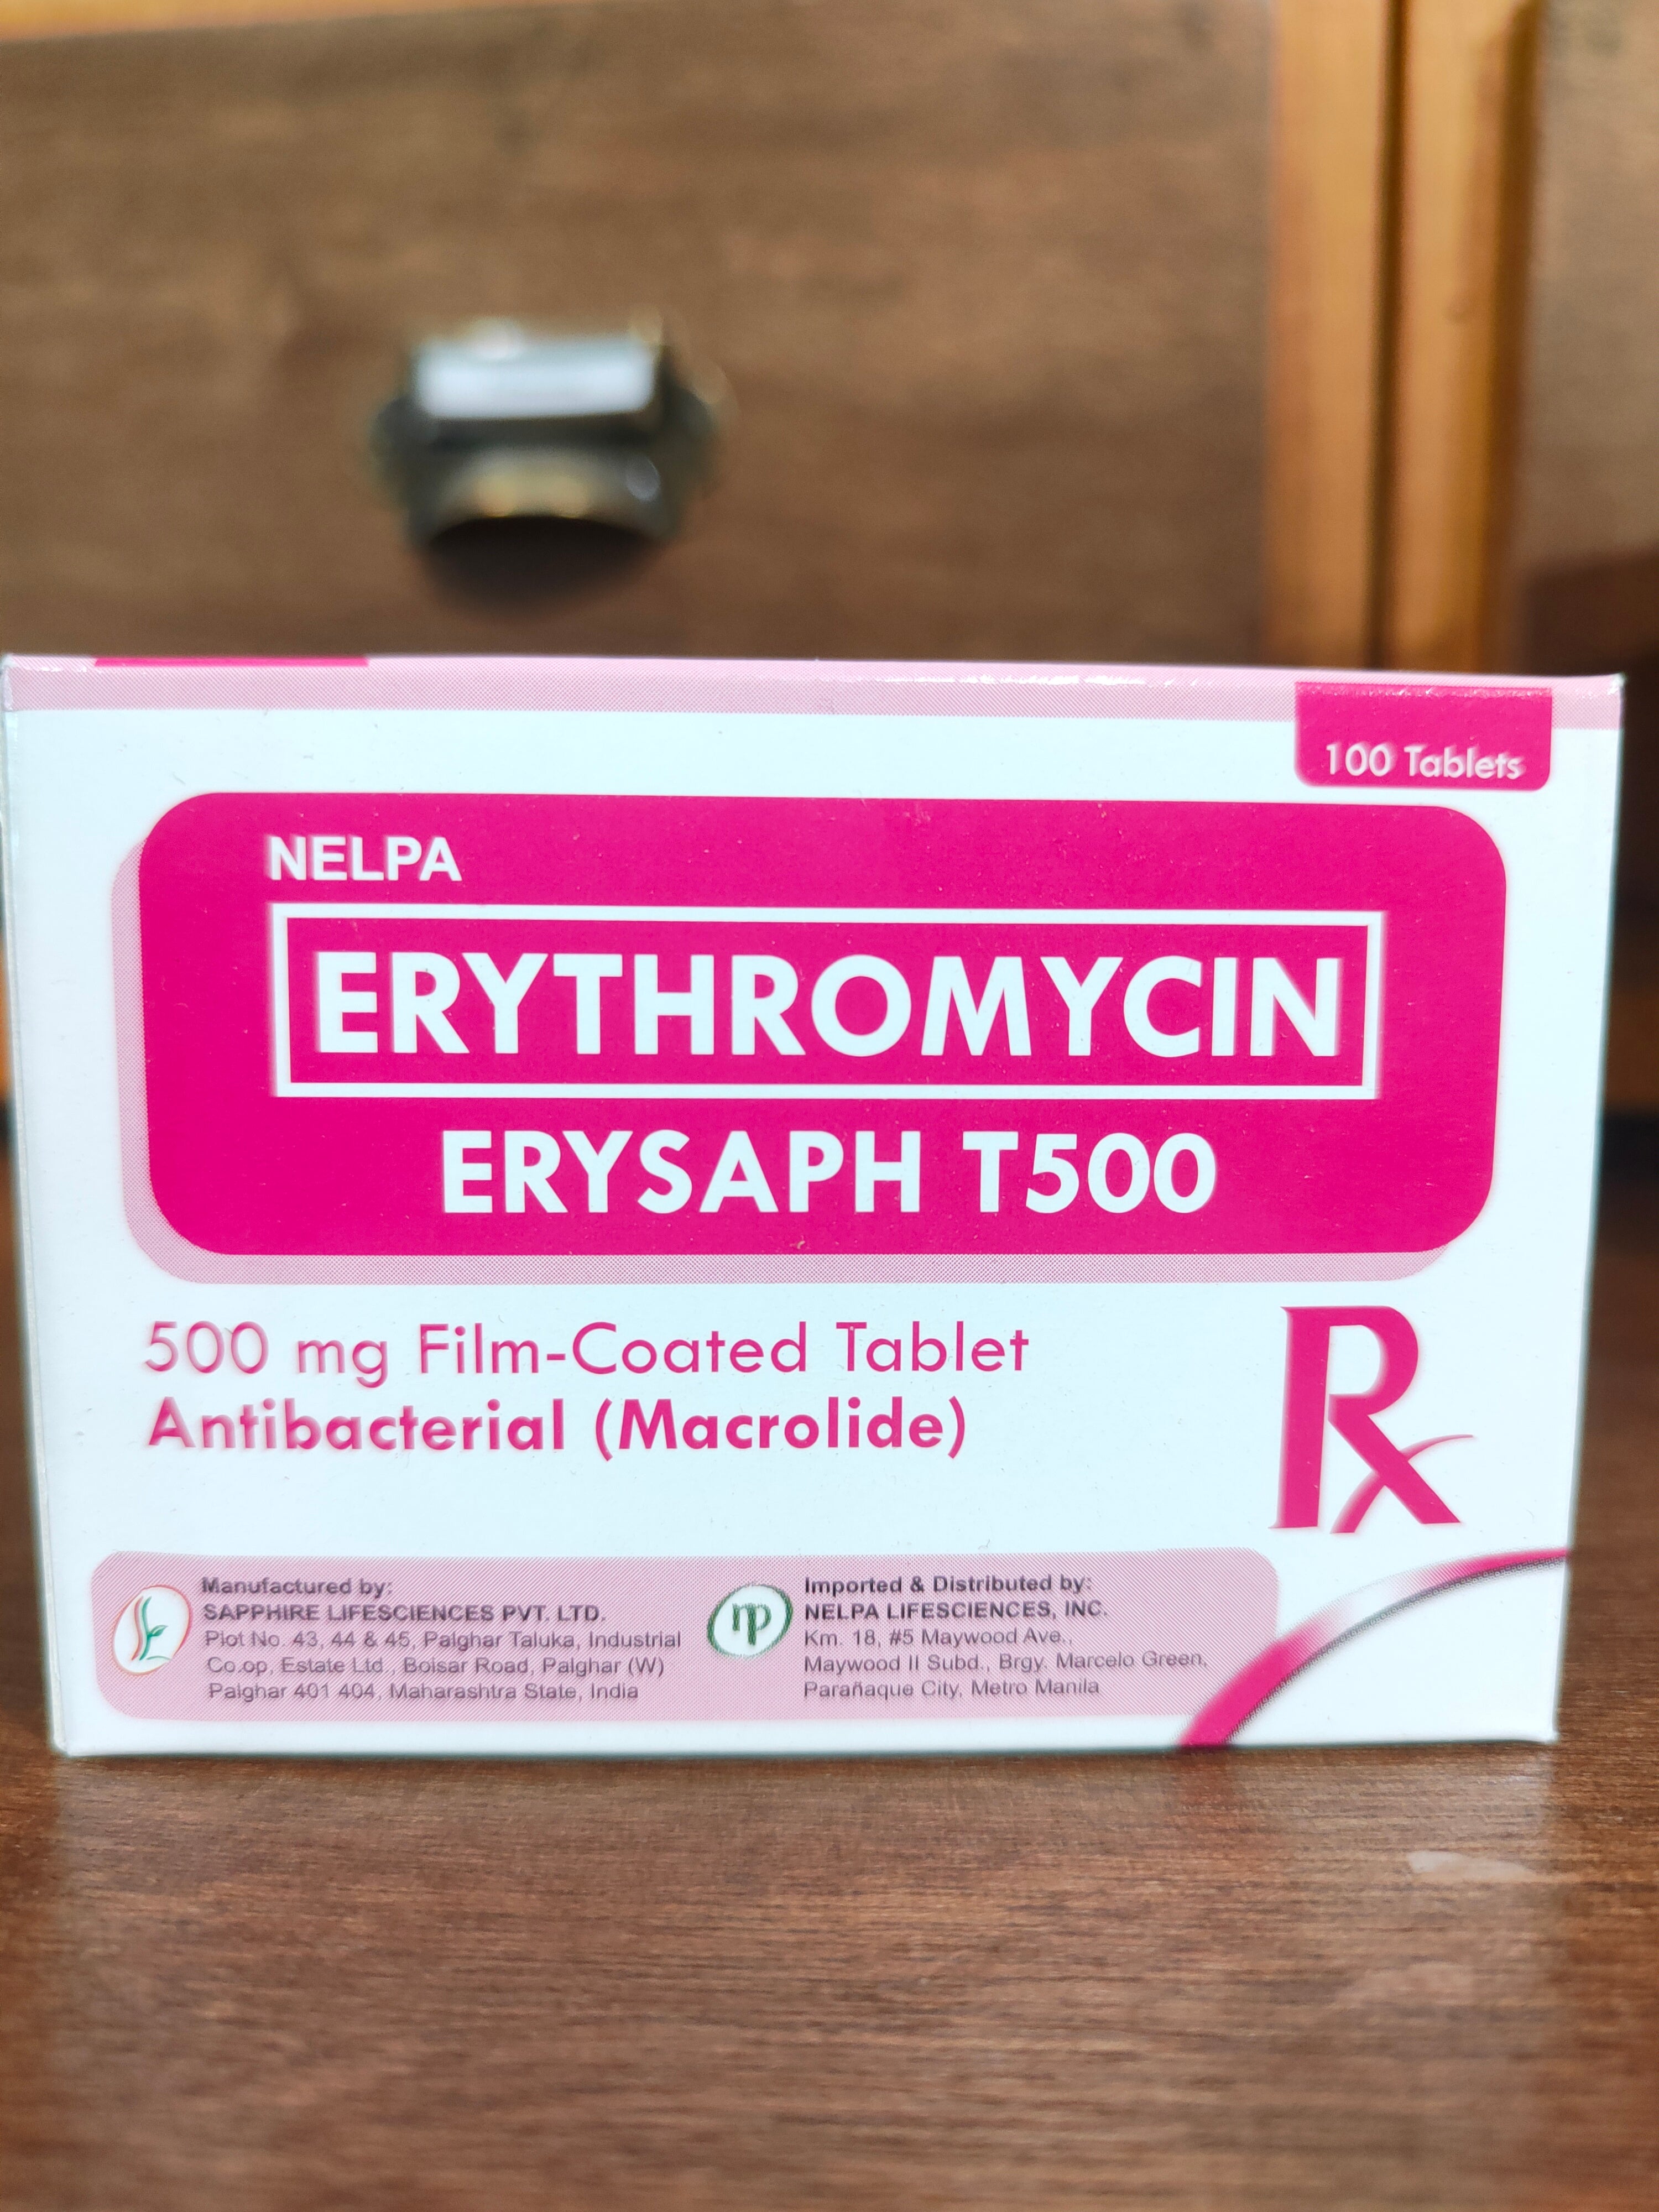 100 Tablets
NELPA
ERYTHROMYCIN
ERYSAPH T500
500 mg Film-Coated Tablet
Antibacterial (Macrolide)
Rx
Manufactured by:
SAPPHIRE LIFESCIENCES PVT. LTD.
Plot No. 43, 44 & 45, Palghar Taluka, Industrial
Co.op, Estate Ltd., Boisar Road, Palghar (W)
Palghar 401 404, Maharashtra State, India
np
Imported & Distributed by:
NELPA LIFESCIENCES, INC.
Km. 18, #5 Maywood Ave.,
Maywood II Subd., Brgy. Marcelo Green,
Parañaque City, Metro Manila